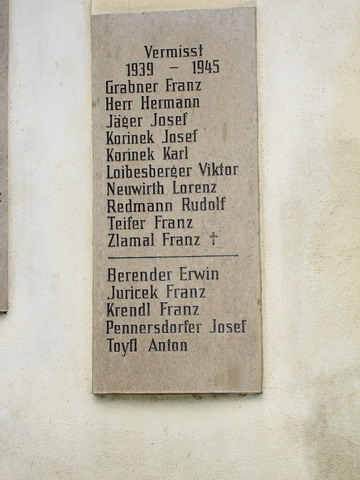 Vermisst
1939 - 1945
Grabner Franz
Herr Hermann
Jäger Josef
Korinek Josef
Korinek Karl
Loibesberger Viktor
Neuwirth Lorenz
Redmann Rudolf
Teifer Franz
Zlamal Franz †
Berender Erwin
Juricek Franz
Krendl Franz
Pennersdorfer Josef
Toyfl Anton